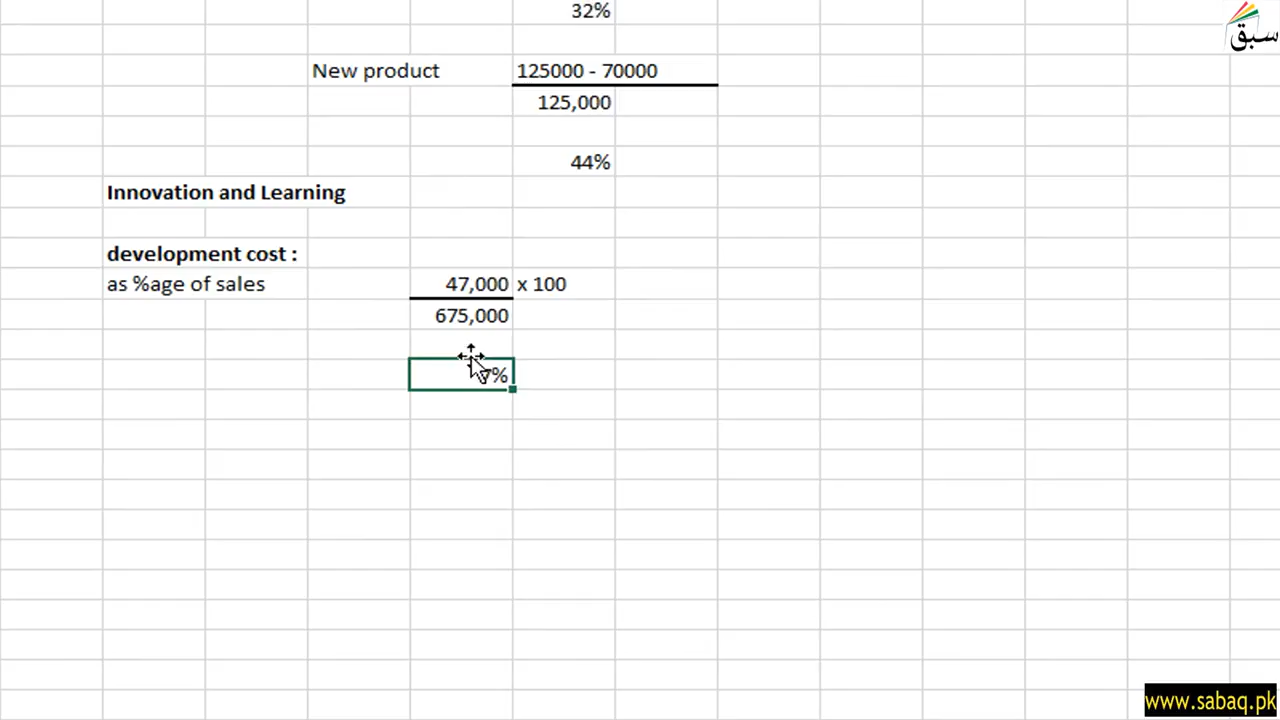 32%
سبق
New product 125000 - 70000
125,000
44%
Innovation and Learning
development cost :
as %age of sales 47,000 x 100
675,000
7%
www.sabaq.pk